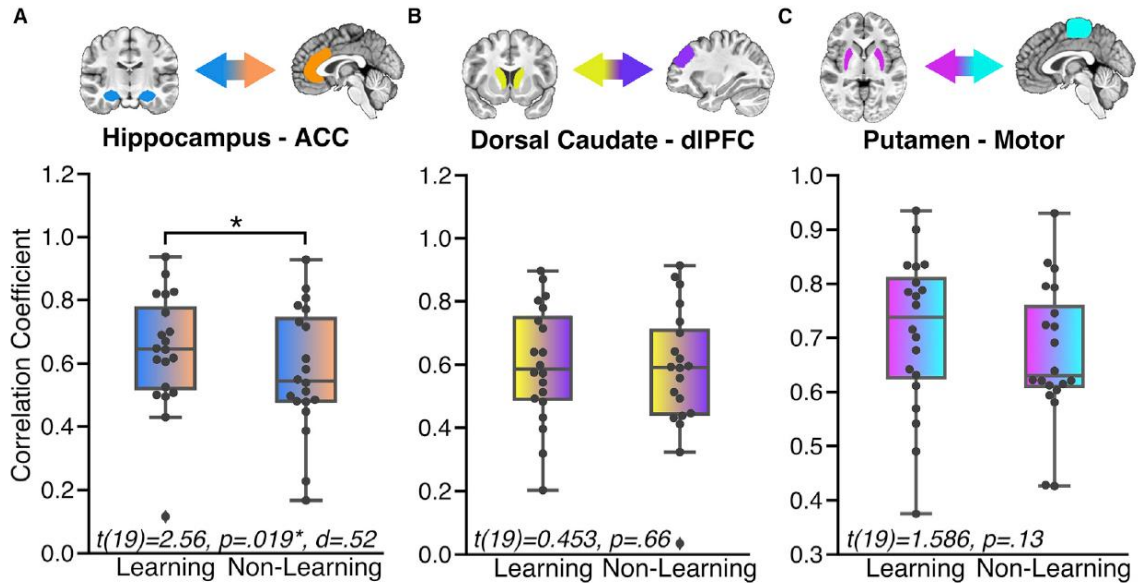 A
B
C
Hippocampus - ACC
Dorsal Caudate - dlPFC
Putamen - Motor
Correlation Coefficient
1.2
1.0
0.8
0.6
0.4
0.2
0.0
*
t(19)=2.56, p=.019*, d=.52
Learning
Non-Learning
1.2
1.0
0.8
0.6
0.4
0.2
0.0
t(19)=0.453, p=.66
Learning
Non-Learning
1.0
0.9
0.8
0.7
0.6
0.5
0.4
0.3
t(19)=1.586, p=.13
Learning
Non-Learning